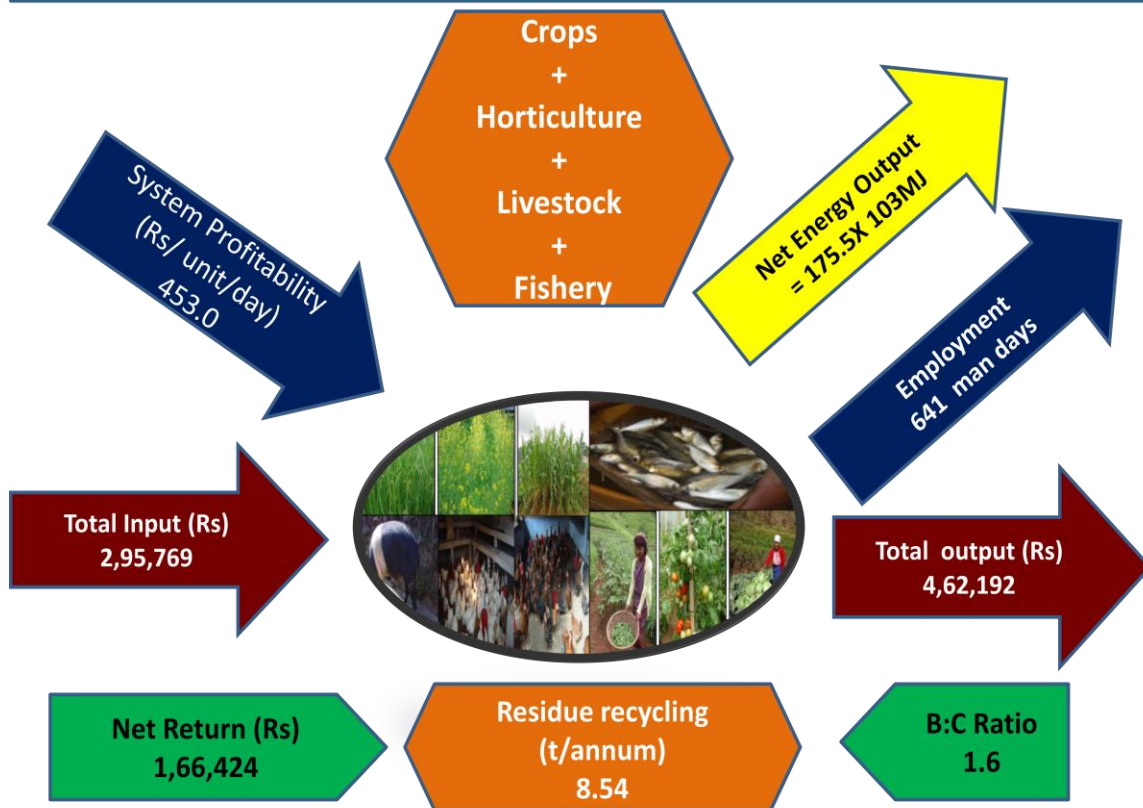 Crops
+
Horticulture
+
Livestock
+
Fishery
System Profitability
(Rs/ unit/day)
453.0
Net Energy Output
= 175.5X 103MJ
Employment
641 man days
Total Input (Rs)
2,95,769
Total output (Rs)
4,62,192
Net Return (Rs)
1,66,424
Residue recycling
(t/annum)
8.54
B:C Ratio
1.6